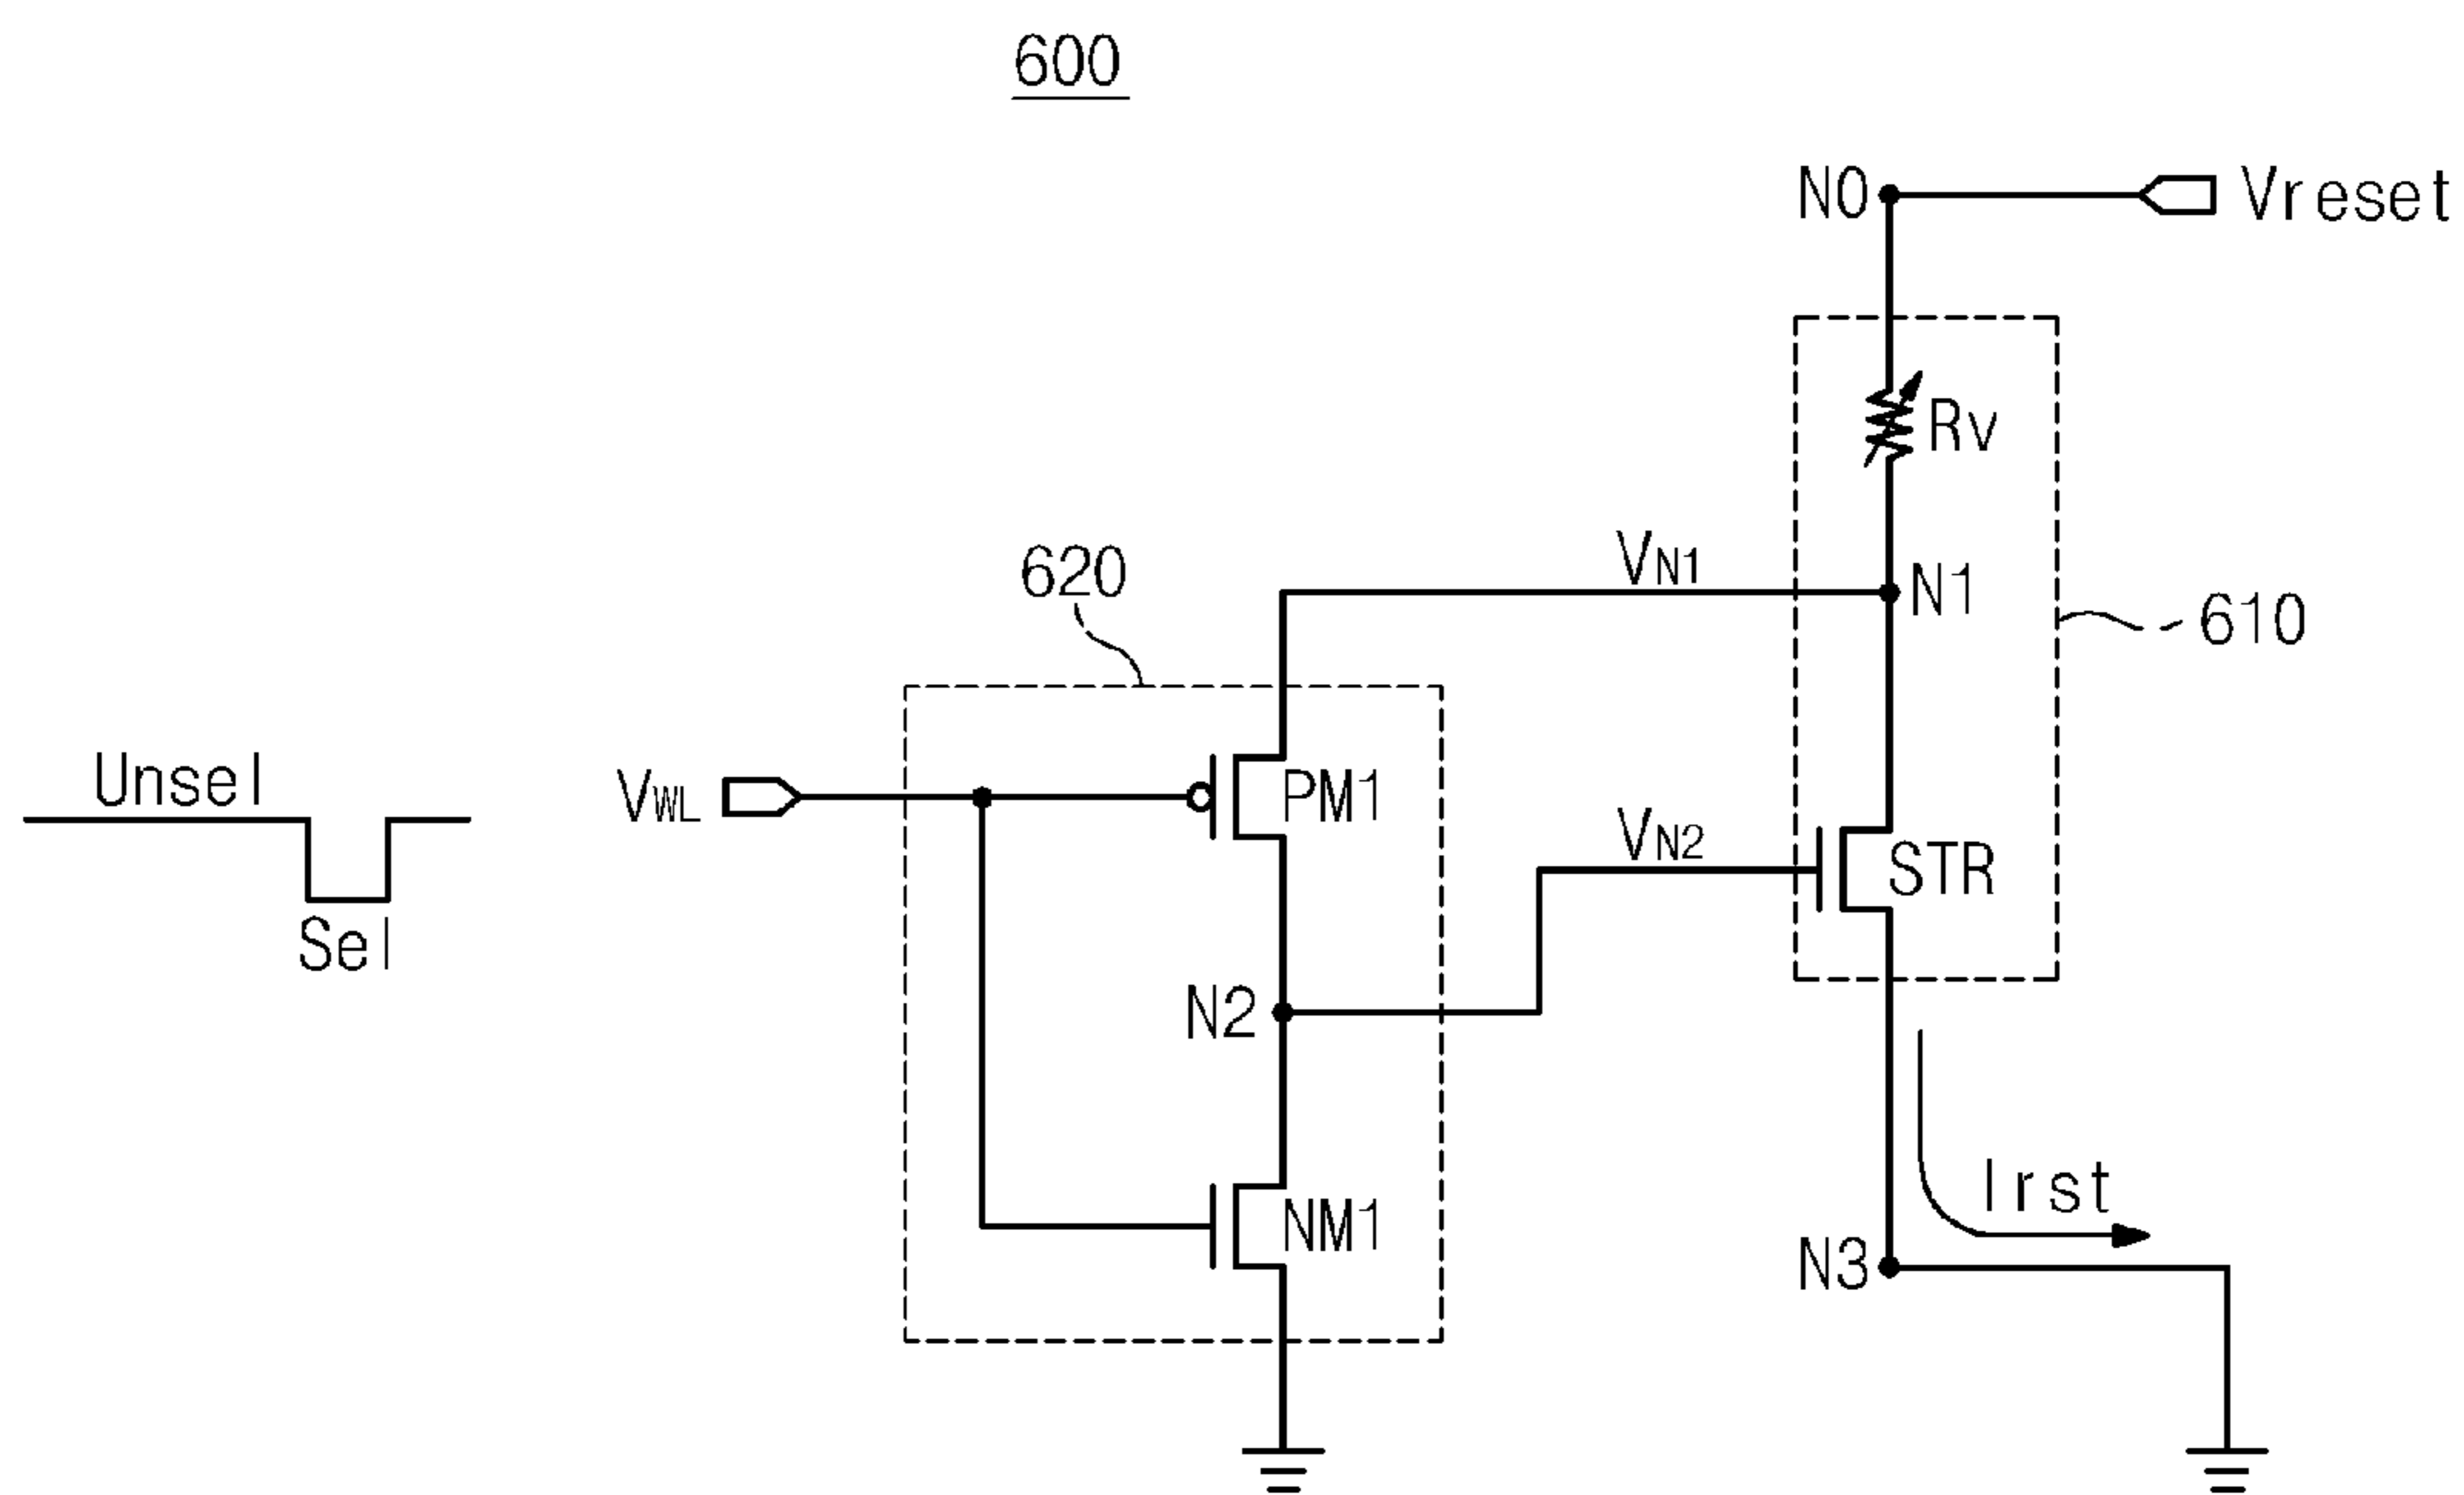 600
N0
Vreset
Rv
VN1
N1
620
610
Unsel
VWL
PM1
VN2
STR
Sel
N2
NM1
Irst
N3